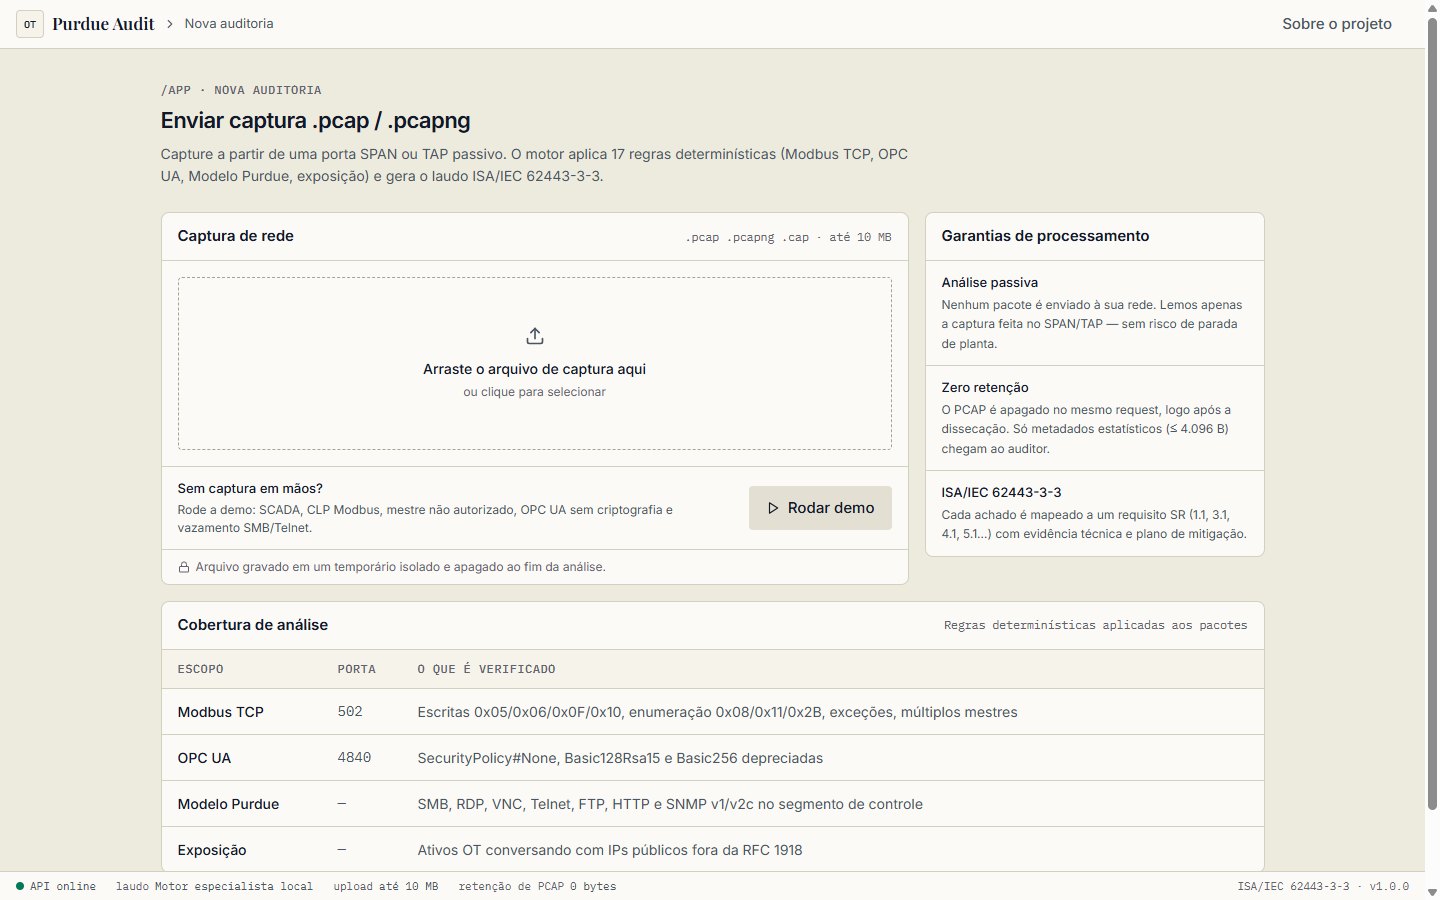 OT Purdue Audit > Nova auditoria
Sobre o projeto
/APP · NOVA AUDITORIA
Enviar captura .pcap / .pcapng
Capture a partir de uma porta SPAN ou TAP passivo. O motor aplica 17 regras determinísticas (Modbus TCP, OPC
UA, Modelo Purdue, exposição) e gera o laudo ISA/IEC 62443-3-3.
Captura de rede
.pcap .pcapng .cap · até 10 MB
Arraste o arquivo de captura aqui
ou clique para selecionar
Sem captura em mãos?
Rode a demo: SCADA, CLP Modbus, mestre não autorizado, OPC UA sem criptografia e
vazamento SMB/Telnet.
Rodar demo
Arquivo gravado em um temporário isolado e apagado ao fim da análise.
Garantias de processamento
Análise passiva
Nenhum pacote é enviado à sua rede. Lemos apenas
a captura feita no SPAN/TAP — sem risco de parada
de planta.
Zero retenção
O PCAP é apagado no mesmo request, logo após a
dissecação. Só metadados estatísticos (≤ 4.096 B)
chegam ao auditor.
ISA/IEC 62443-3-3
Cada achado é mapeado a um requisito SR (1.1, 3.1,
4.1, 5.1...) com evidência técnica e plano de mitigação.
Cobertura de análise
Regras determinísticas aplicadas aos pacotes
ESCOPO PORTA O QUE É VERIFICADO
Modbus TCP 502 Escritas 0x05/0x06/0x0F/0x10, enumeração 0x08/0x11/0x2B, exceções, múltiplos mestres
OPC UA 4840 SecurityPolicy#None, Basic128Rsa15 e Basic256 depreciadas
Modelo Purdue — SMB, RDP, VNC, Telnet, FTP, HTTP e SNMP v1/v2c no segmento de controle
Exposição — Ativos OT conversando com IPs públicos fora da RFC 1918
API online laudo Motor especialista local upload até 10 MB retenção de PCAP 0 bytes
ISA/IEC 62443-3-3 · v1.0.0